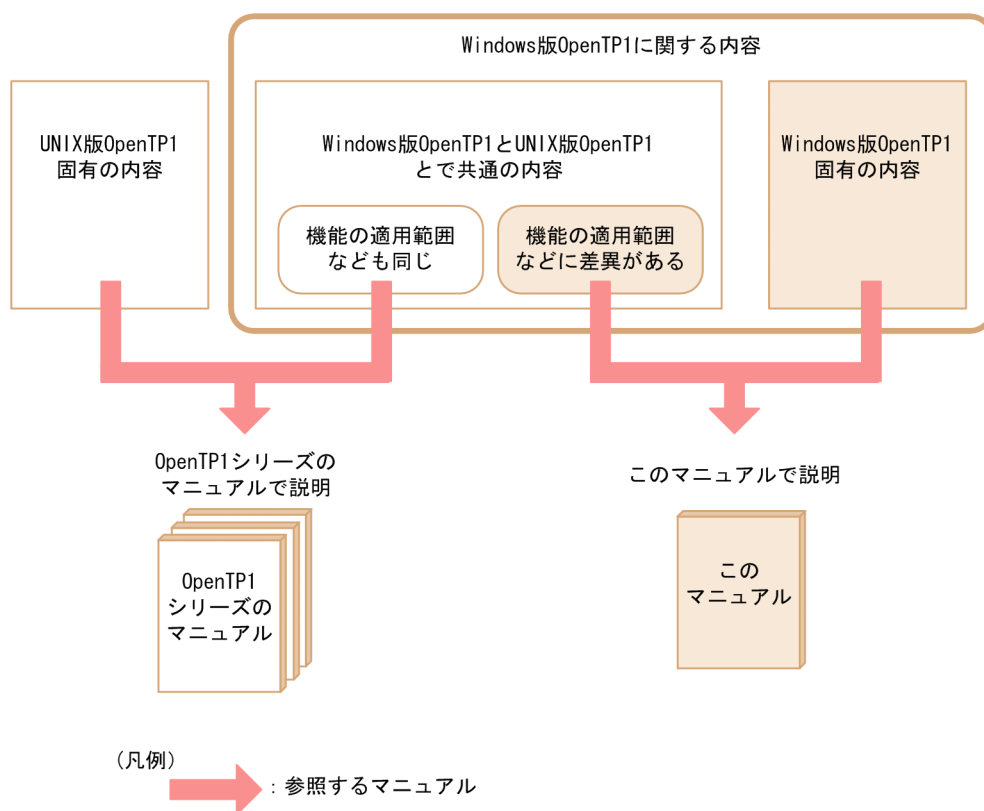 Windows版OpenTP1に関する内容
UNIX版OpenTP1
固有の内容
Windows版OpenTP1とUNIX版OpenTP1
とで共通の内容
機能の適用範囲
なども同じ
機能の適用範囲
などに差異がある
Windows版OpenTP1
固有の内容
OpenTP1シリーズの
マニュアルで説明
OpenTP1
シリーズの
マニュアル
このマニュアルで説明
この
マニュアル
(凡例)
：参照するマニュアル